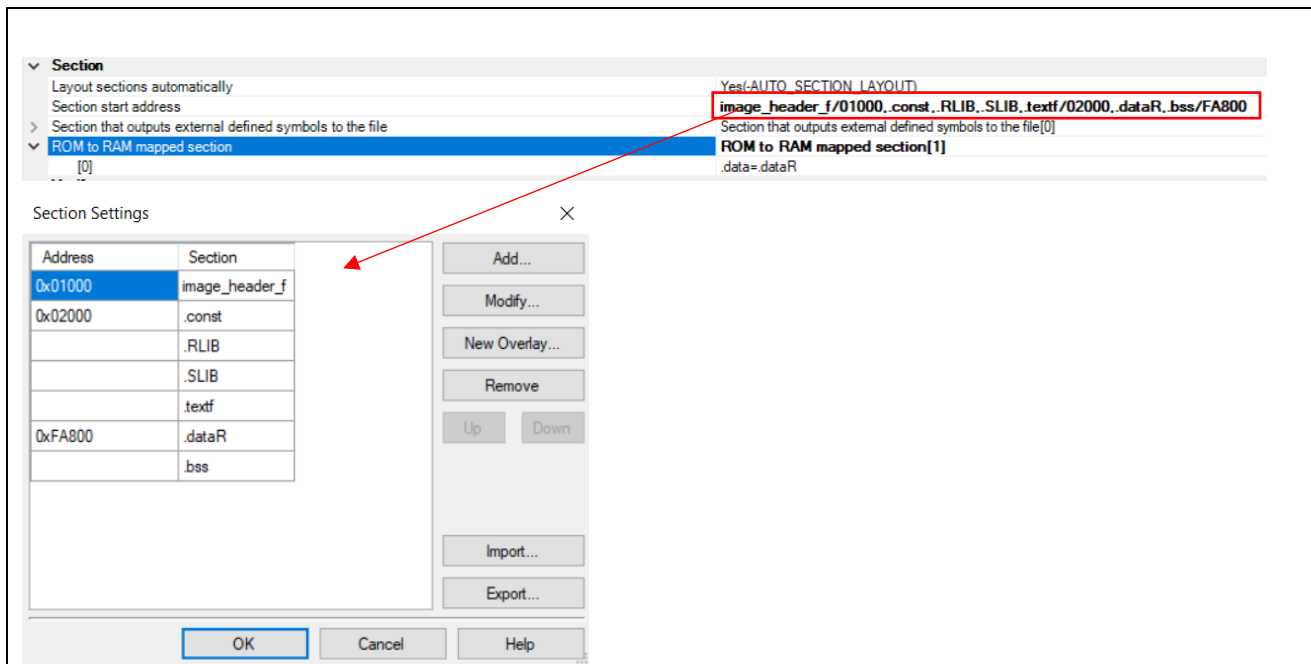 Section
Layout sections automatically Yes(-AUTO_SECTION_LAYOUT)
Section start address image_header_f/01000,.const,.RLIB,.SLIB,.textf/02000,.dataR,.bss/FA800
Section that outputs external defined symbols to the file Section that outputs external defined symbols to the file[0]
ROM to RAM mapped section ROM to RAM mapped section[1]
[0] .data=.dataR
Section Settings
Address Section
0x01000 image_header_f
0x02000 .const
.RLIB
.SLIB
.textf
0xFA800 .dataR
.bss
Add...
Modify...
New Overlay...
Remove
Up Down
Import...
Export...
OK Cancel Help